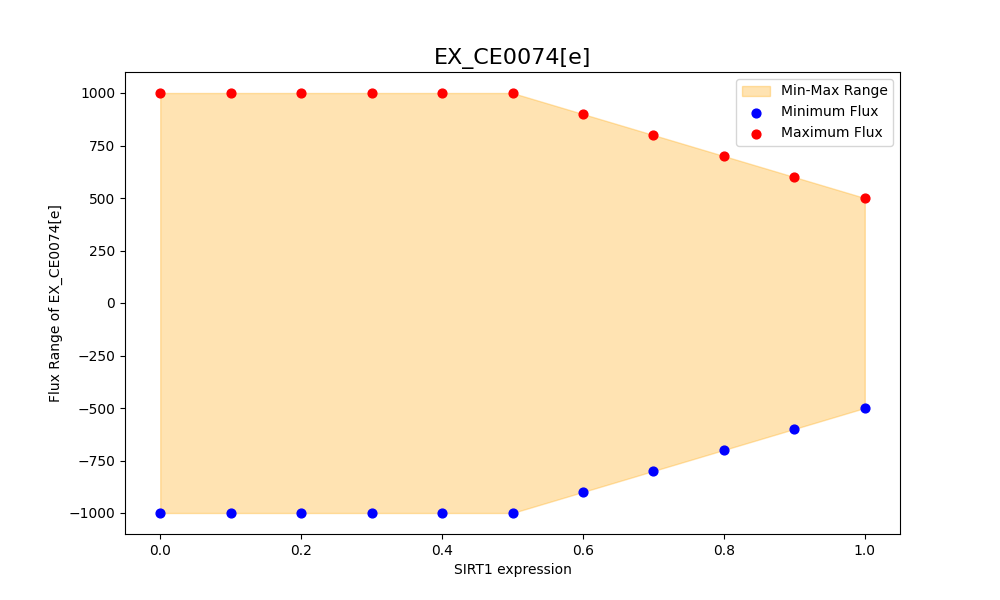 EX_CE0074[e]
Min-Max Range
Minimum Flux
Maximum Flux
Flux Range of EX_CE0074[e]
1000
750
500
250
0
−250
−500
−750
−1000
0.0 0.2 0.4 0.6 0.8 1.0
SIRT1 expression